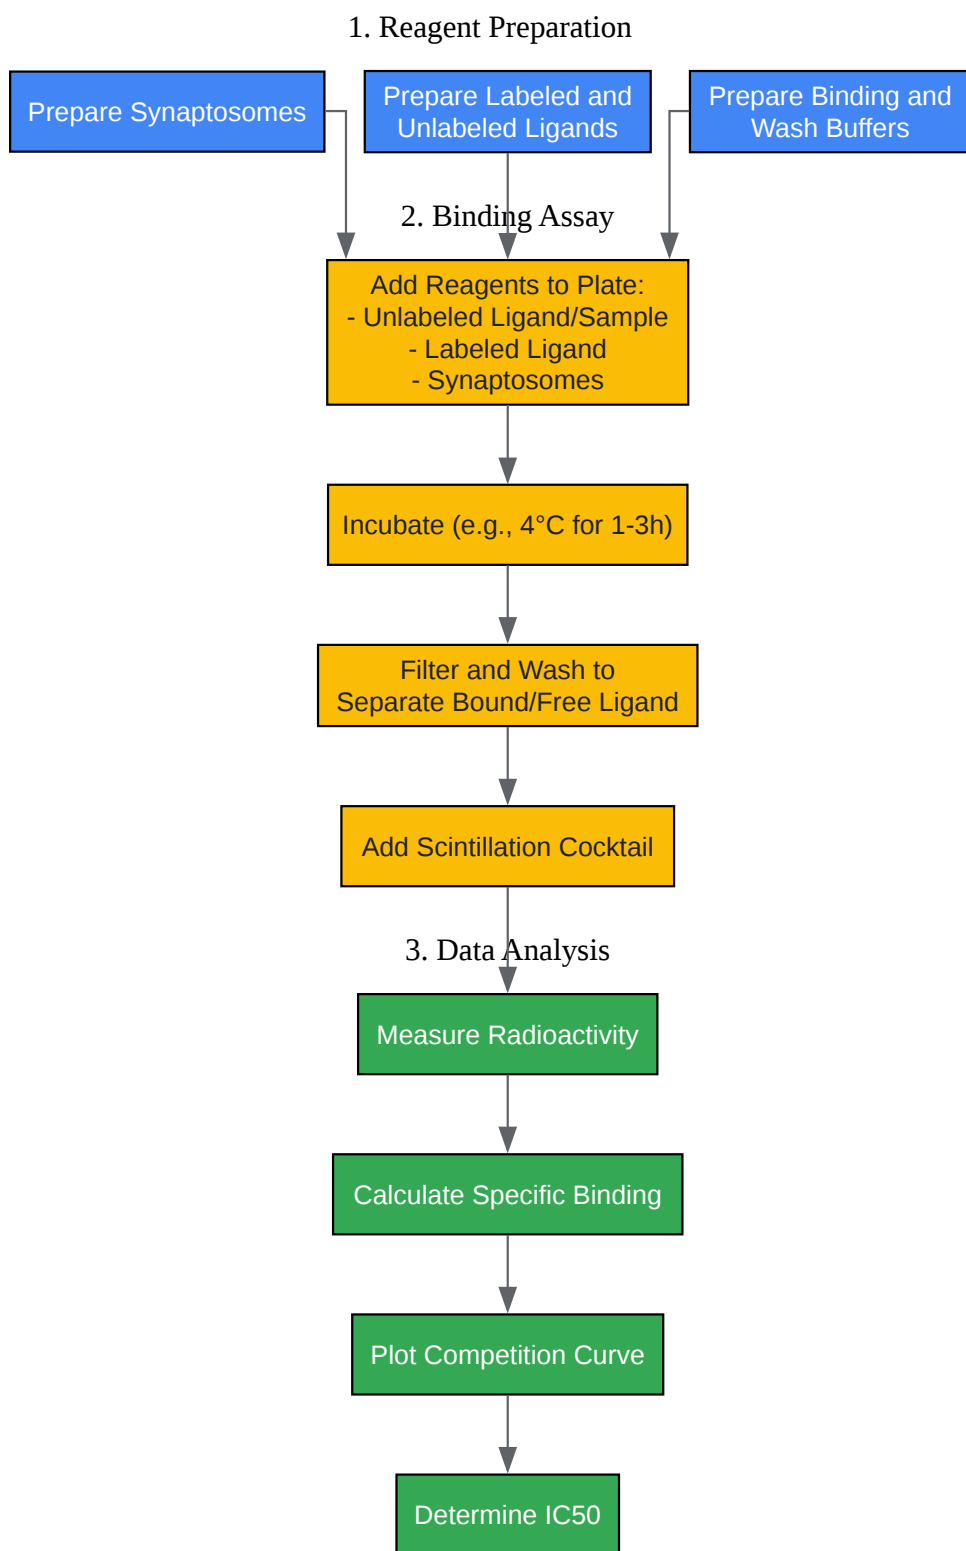 1. Reagent Preparation
Prepare Synaptosomes
Prepare Labeled and
Unlabeled Ligands
Prepare Binding and
Wash Buffers
2. Binding Assay
Add Reagents to Plate:
- Unlabeled Ligand/Sample
- Labeled Ligand
- Synaptosomes
Incubate (e.g., 4°C for 1-3h)
Filter and Wash to
Separate Bound/Free Ligand
Add Scintillation Cocktail
3. Data Analysis
Measure Radioactivity
Calculate Specific Binding
Plot Competition Curve
Determine IC50